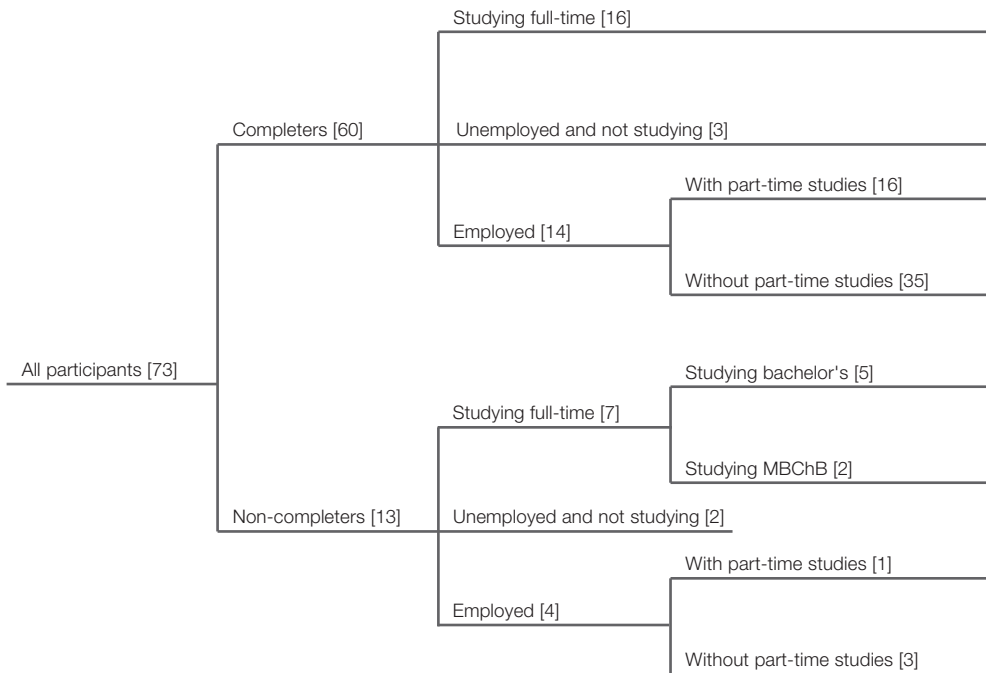 Studying full-time [16]
Completers [60]
Unemployed and not studying [3]
With part-time studies [16]
Employed [14]
Without part-time studies [35]
All participants [73]
Studying bachelor's [5]
Studying full-time [7]
Studying MBChB [2]
Non-completers [13]
Unemployed and not studying [2]
With part-time studies [1]
Employed [4]
Without part-time studies [3]